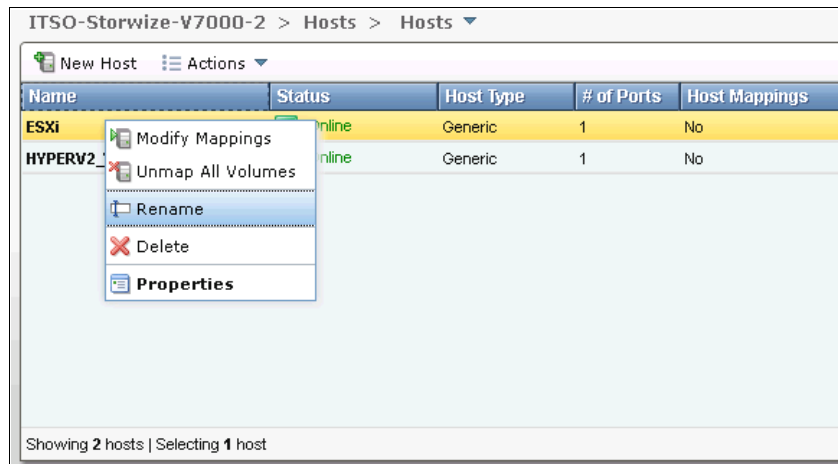 ITSO-Storwize-V7000-2 > Hosts > Hosts
New Host Actions
Name Status Host Type # of Ports Host Mappings
ESXi nline Generic 1 No
HYPERV2_ nline Generic 1 No
Modify Mappings
Unmap All Volumes
Rename
Delete
Properties
Showing 2 hosts | Selecting 1 host